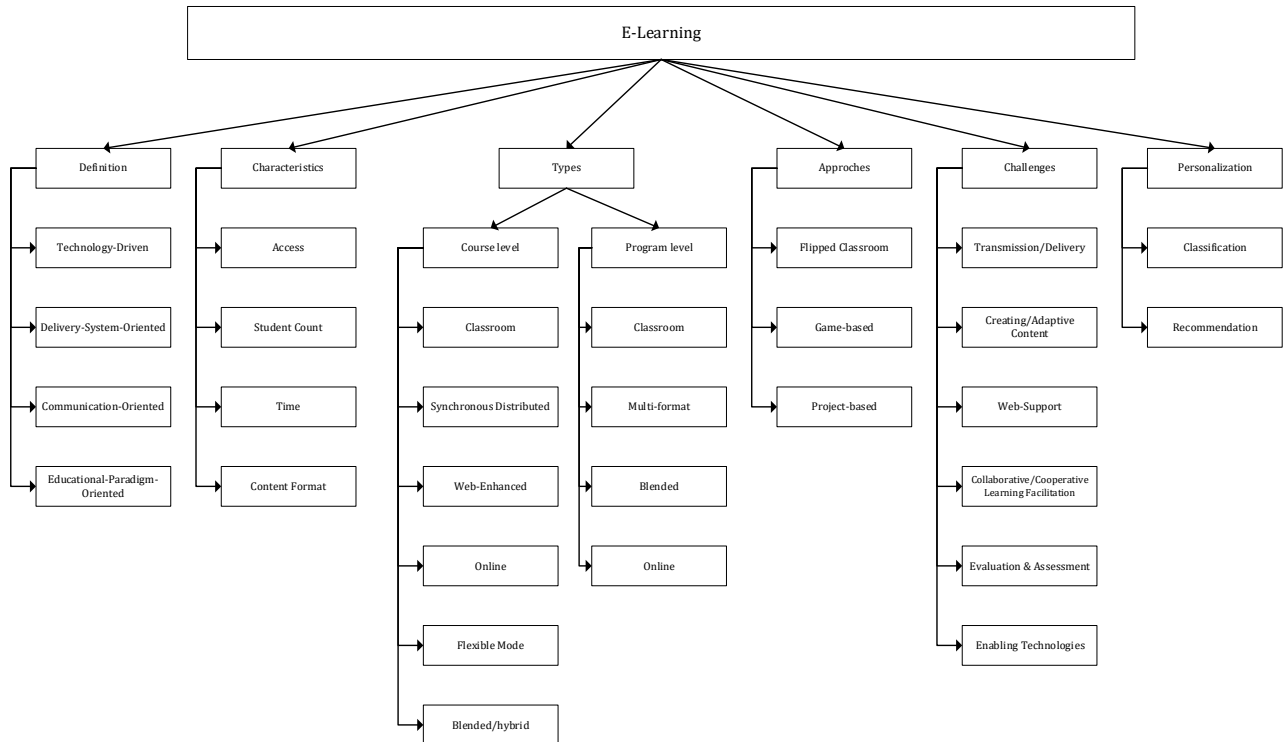 E-Learning
Definition
Characteristics
Types
Approches
Challenges
Personalization
Technology-Driven
Access
Course level
Program level
Flipped Classroom
Transmission/Delivery
Classification
Delivery-System-Oriented
Student Count
Classroom
Classroom
Game-based
Creating/Adaptive
Content
Recommendation
Communication-Oriented
Time
Synchronous Distributed
Multi-format
Project-based
Web-Support
Educational-Paradigm-
Oriented
Content Format
Web-Enhanced
Blended
Collaborative/Cooperative
Learning Facilitation
Online
Online
Evaluation & Assessment
Flexible Mode
Enabling Technologies
Blended/hybrid